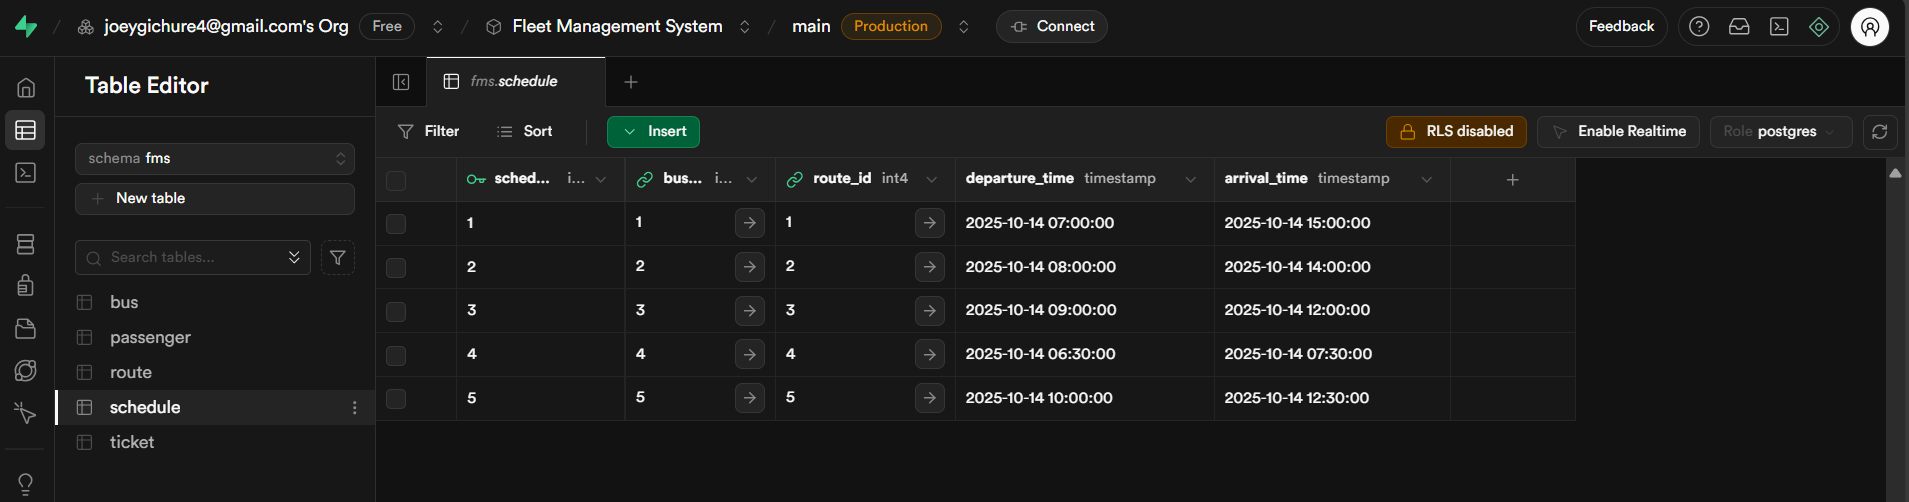 joeygichure4@gmail.com's Org Free / Fleet Management System / main Production Connect Feedback
Table Editor
fms.schedule
schema fms
New table
Search tables...
bus
passenger
route
schedule
ticket
Filter Sort Insert RLS disabled Enable Realtime Role postgres
sched... i... bus... i... route_id int4 departure_time timestamp arrival_time timestamp
1 1 1 2025-10-14 07:00:00 2025-10-14 15:00:00
2 2 2 2025-10-14 08:00:00 2025-10-14 14:00:00
3 3 3 2025-10-14 09:00:00 2025-10-14 12:00:00
4 4 4 2025-10-14 06:30:00 2025-10-14 07:30:00
5 5 5 2025-10-14 10:00:00 2025-10-14 12:30:00